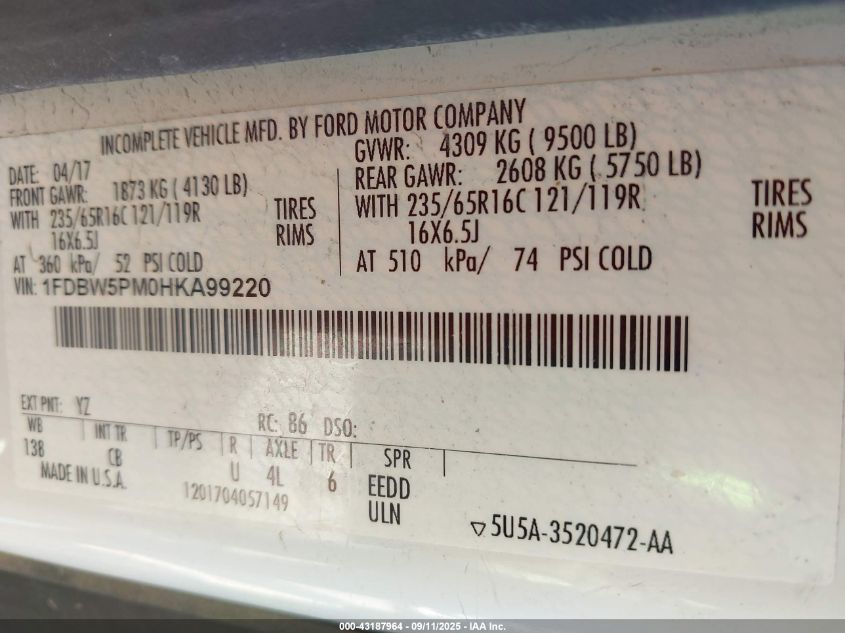 INCOMPLETE VEHICLE MFD. BY FORD MOTOR COMPANY
DATE: 04/17
FRONT GAWR: 1873 KG ( 4130 LB)
WITH 235/65R16C 121/119R TIRES
16X6.5J RIMS
AT 360 kPa/ 52 PSI COLD
GVWR: 4309 KG ( 9500 LB)
REAR GAWR: 2608 KG ( 5750 LB)
WITH 235/65R16C 121/119R TIRES
16X6.5J RIMS
AT 510 kPa/ 74 PSI COLD
VIN: 1FDBW5PM0HKA99220
EXT PNT: YZ RC: 86 DSO:
WB INT TR TP/PS R AXLE TR SPR
138 CB U 4L 6 EEDD
MADE IN U.S.A. 1201704057149 ULN
▽ 5U5A-3520472-AA
000-43187964 - 09/11/2025 - IAA Inc.